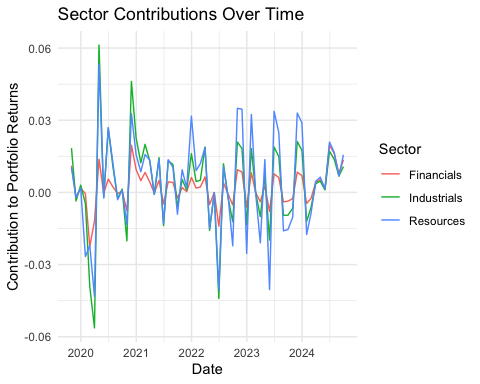 Sector Contributions Over Time
Contribution to Portfolio Returns
0.06
0.03
0.00
-0.03
-0.06
2020
2021
2022
2023
2024
Date
Sector
Financials
Industrials
Resources